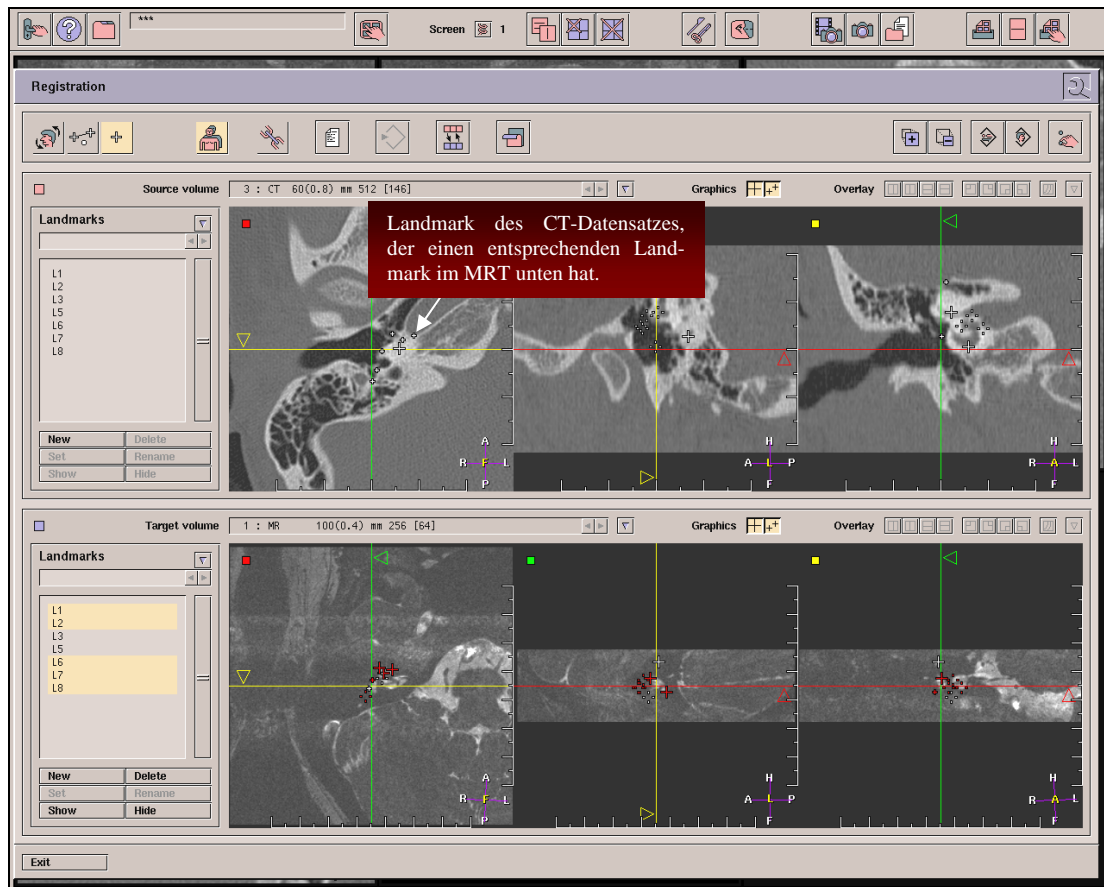 ***
Screen 1
Registration
Source volume
3 : CT 60(0.8) mm 512 [146]
Graphics
Overlay
Landmarks
L1
L2
L3
L5
L6
L7
L8
New
Delete
Set
Rename
Show
Hide
Landmark des CT-Datensatzes,
der einen entsprechenden Land-
mark im MRT unten hat.
A
R F L
P
H
A L P
F
H
R A L
F
Target volume
1 : MR 100(0.4) mm 256 [64]
Graphics
Overlay
Landmarks
L1
L2
L3
L5
L6
L7
L8
New
Delete
Set
Rename
Show
Hide
A
R F L
P
H
A L P
F
H
R A L
F
Exit